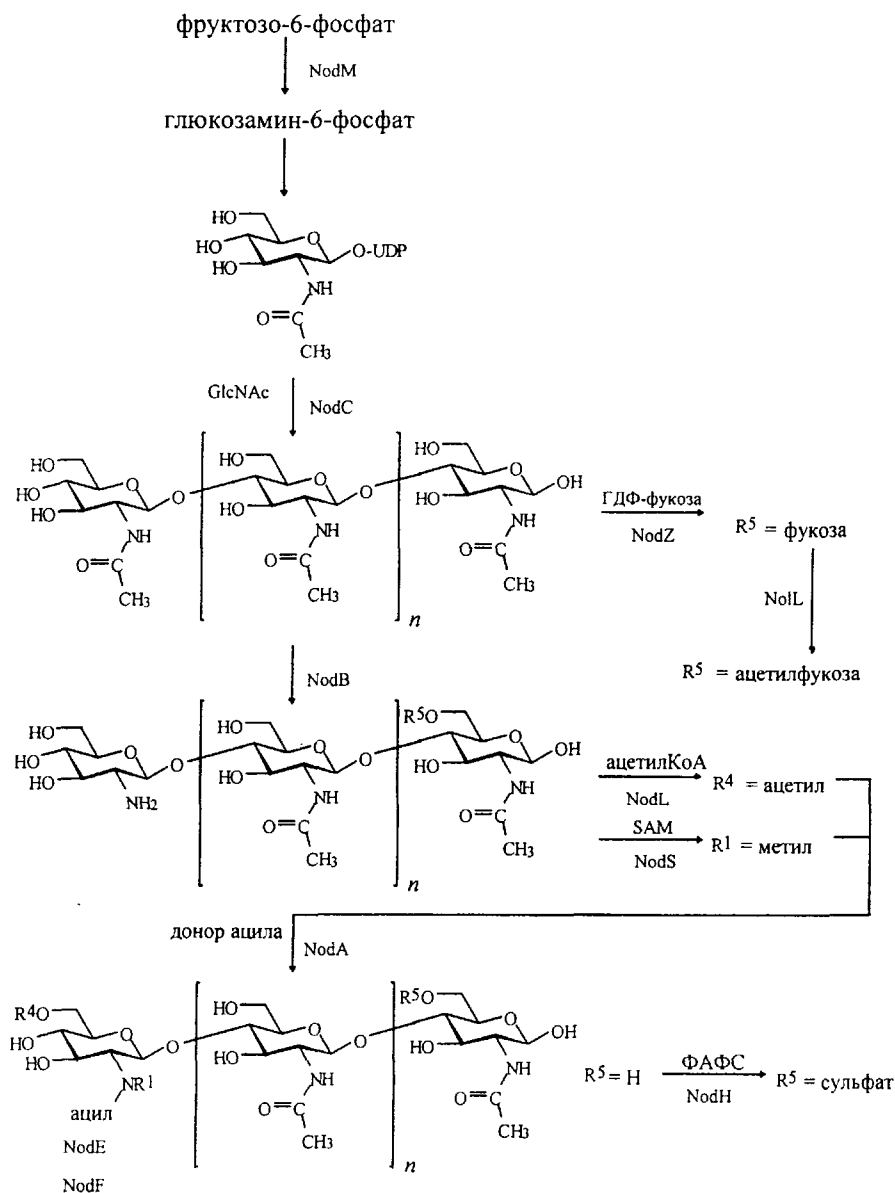 фруктозо-6-фосфат
NodM
глюкозамин-6-фосфат
HO
HO
HO
O
O-UDP
NH
O=C
CH3
GlcNAc
NodC
HO
HO
HO
O
O
NH
O=C
CH3
HO
HO
O
O
NH
O=C
CH3
n
HO
HO
O
OH
NH
O=C
CH3
ГДФ-фукоза
NodZ
R5 = фукоза
NolL
R5 = ацетилфукоза
NodB
HO
HO
HO
O
O
NH2
HO
HO
O
O
NH
O=C
CH3
n
R5O
HO
O
OH
NH
O=C
CH3
ацетилКоА
NodL
R4 = ацетил
SAM
NodS
R1 = метил
донор ацила
NodA
R4O
HO
HO
O
O
NR1
ацил
NodE
NodF
HO
HO
O
O
NH
O=C
CH3
n
R5O
HO
O
OH
NH
O=C
CH3
R5= H
ФАФС
NodH
R5 = сульфат